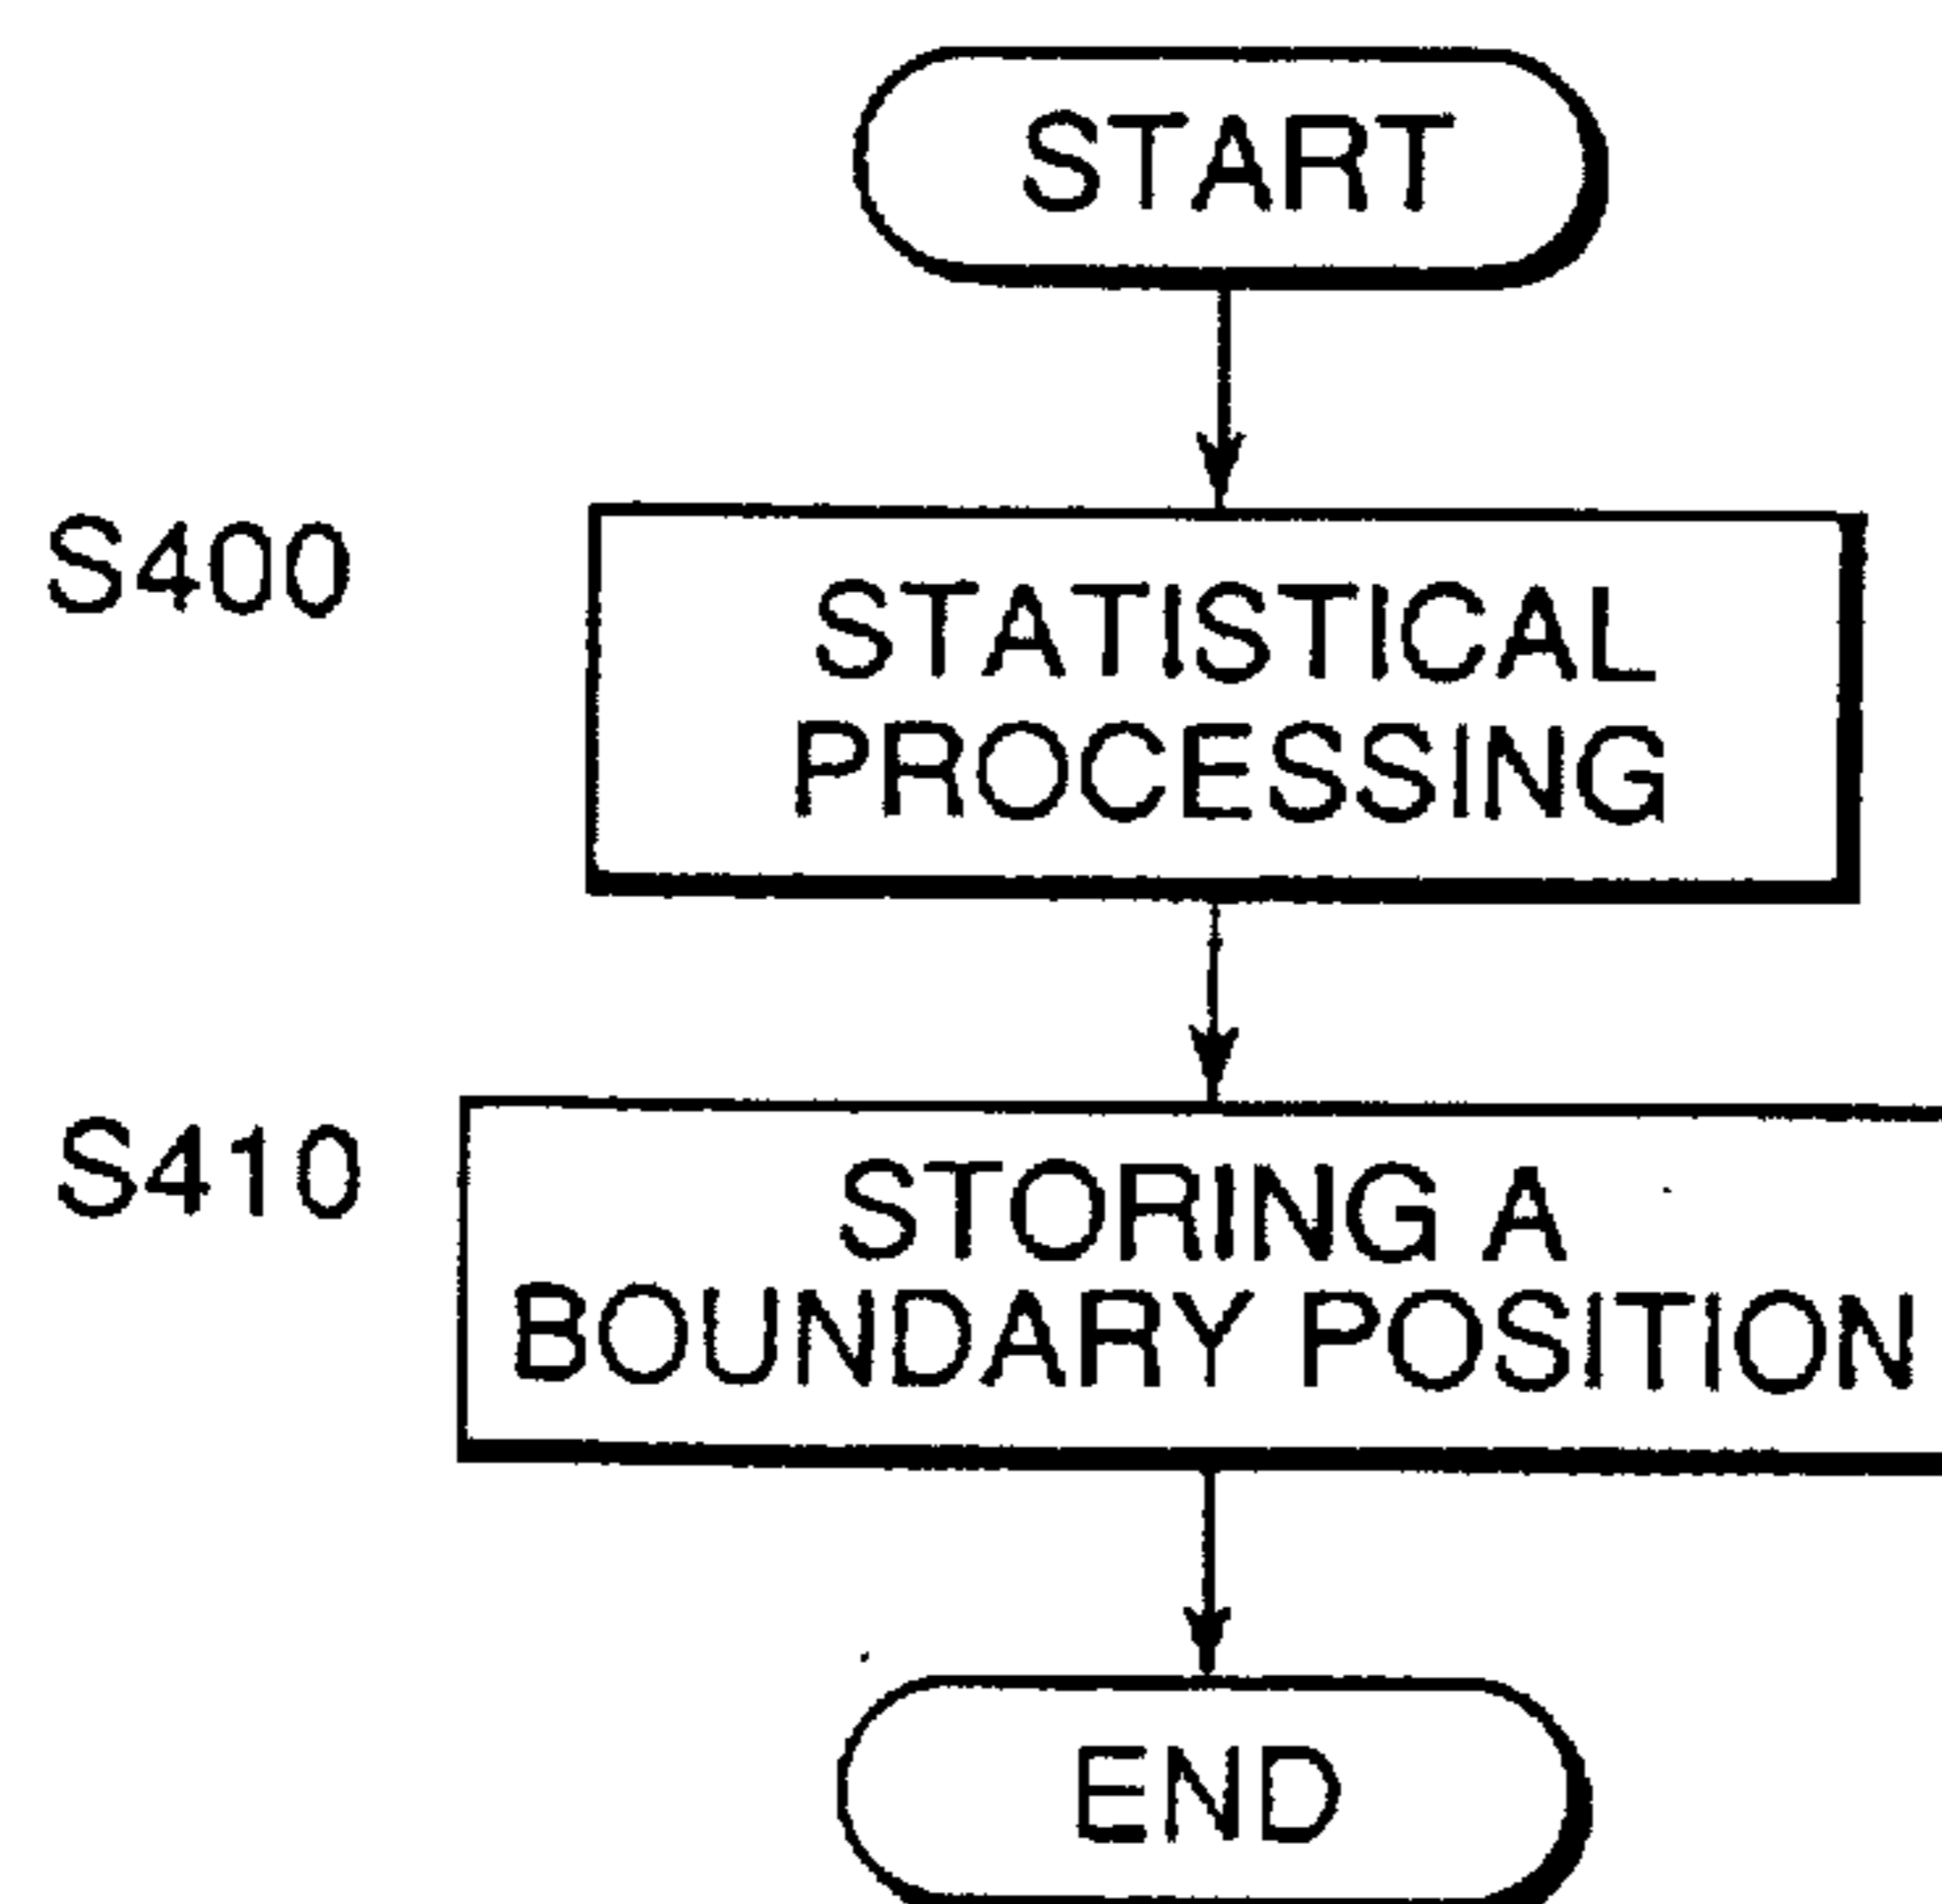 START
S400
STATISTICAL
PROCESSING
S410
STORING A
BOUNDARY POSITION
END